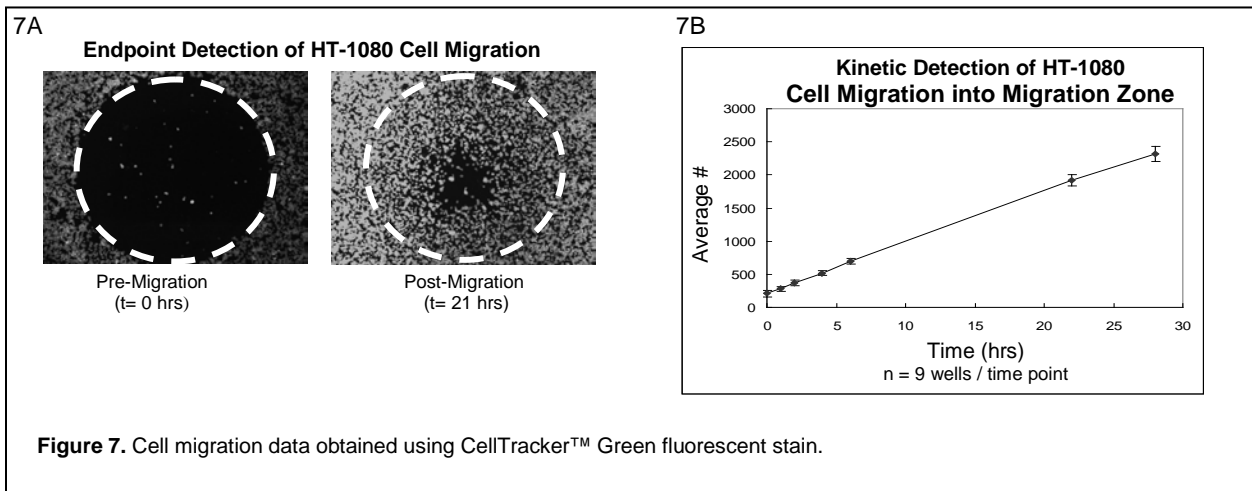 7A
Endpoint Detection of HT-1080 Cell Migration
Pre-Migration
(t= 0 hrs)
Post-Migration
(t= 21 hrs)
7B
Kinetic Detection of HT-1080
Cell Migration into Migration Zone
Average #
3000
2500
2000
1500
1000
500
0
0 5 10 15 20 25 30
Time (hrs)
n = 9 wells / time point
Figure 7. Cell migration data obtained using CellTracker™ Green fluorescent stain.